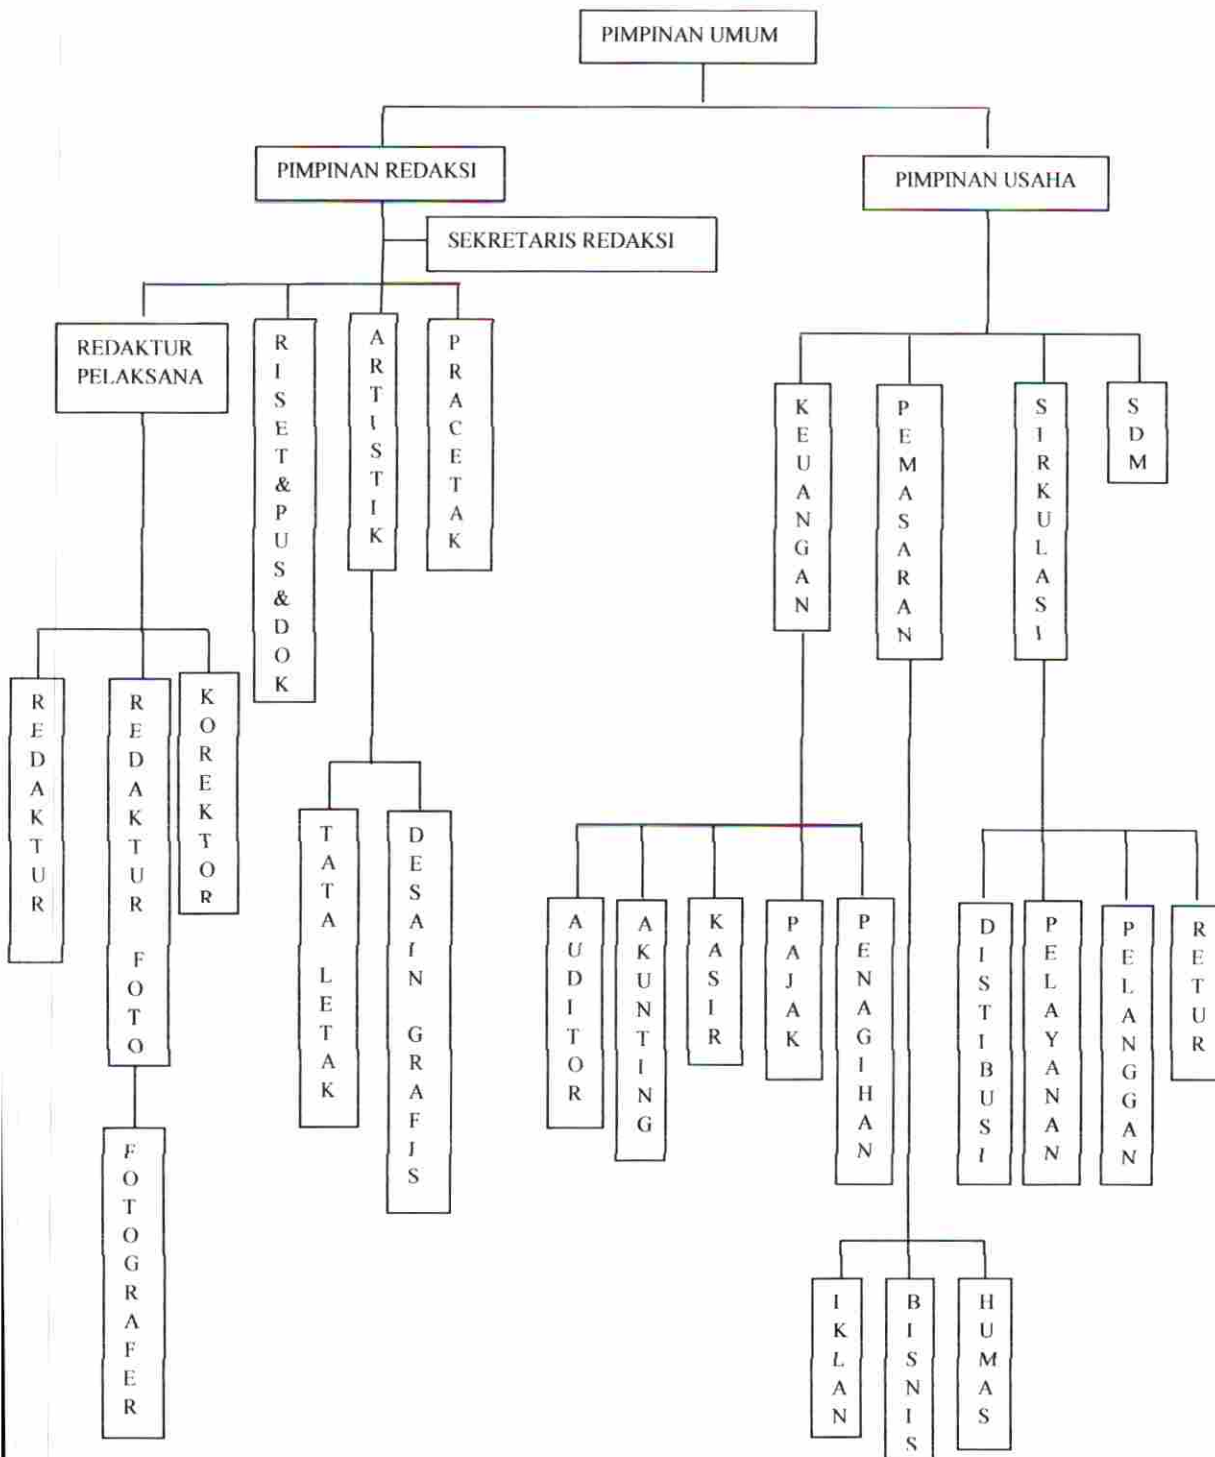 PIMPINAN UMUM
PIMPINAN REDAKSI
PIMPINAN USAHA
SEKRETARIS REDAKSI
REDAKTUR
PELAKSANA
RISET&PUS&DOK
ARTISTIK
PRACETAK
KEUANGAN
PEMASARAN
SIRKULASI
SDM
REDAKTUR
REDAKTUR FOTO
KOREKTOR
TATA LETAK
DESAIN GRAFIS
AUDITOR
AKUNTING
KASIR
PAJAK
PENAGIHAN
DISTIBUSI
PELAYANAN
PELANGGAN
RETUR
FOTOGRAFER
IKLAN
BISNIS
HUMAS